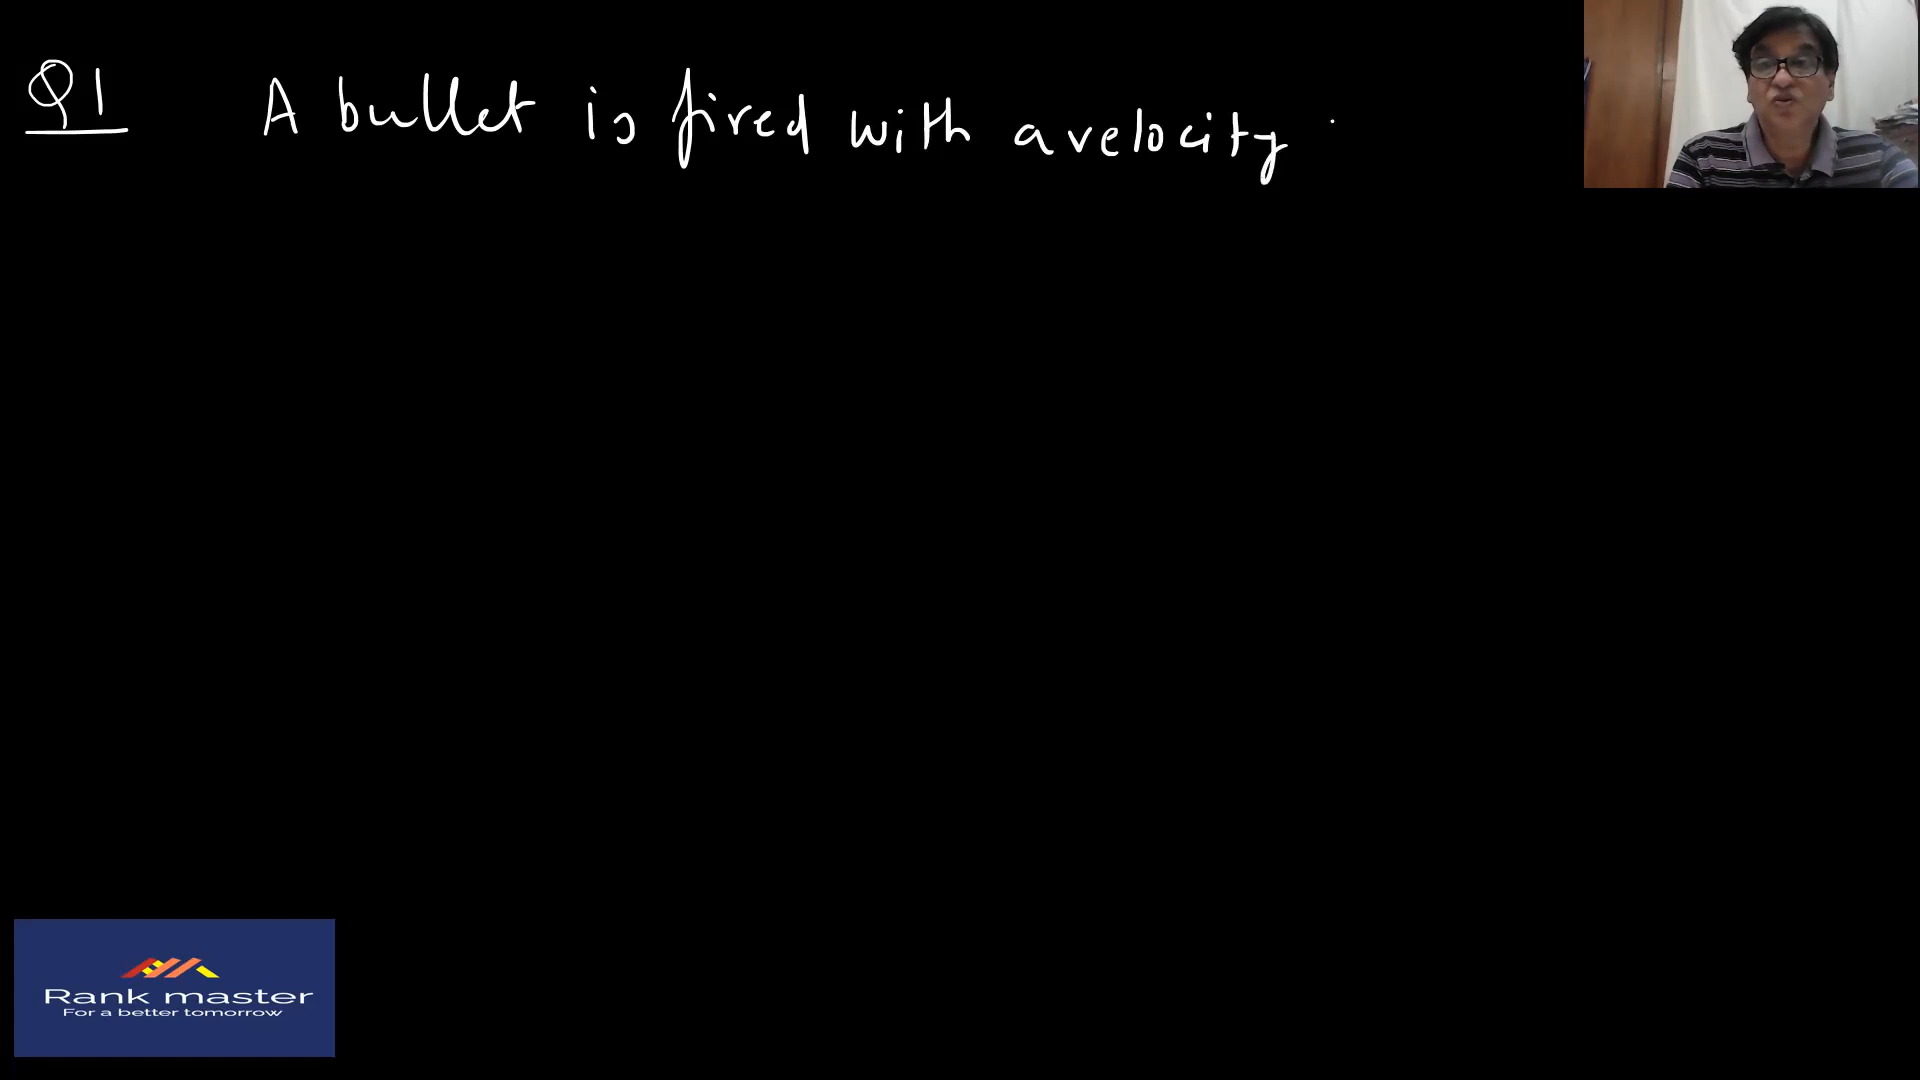 Q1 A bullet is fired with a velocity
Rank master
For a better tomorrow